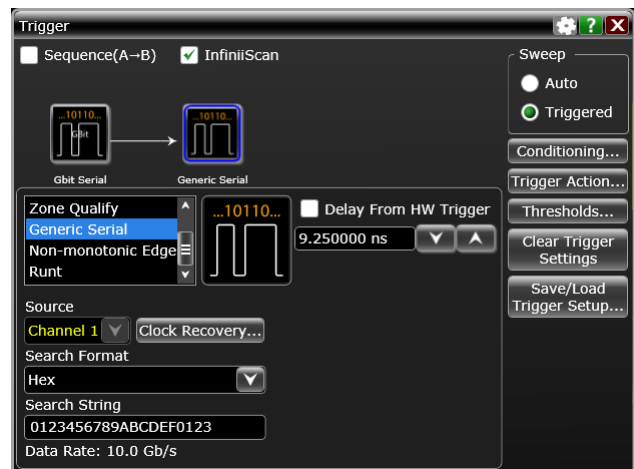 Trigger
?
X
Sequence(A→B)
InfiniiScan
Sweep
Auto
Triggered
...10110...
GBit
...10110...
Gbit Serial
Generic Serial
Conditioning...
Trigger Action...
Thresholds...
Clear Trigger
Settings
Save/Load
Trigger Setup...
Zone Qualify
Generic Serial
Non-monotonic Edge
Runt
...10110...
Delay From HW Trigger
9.250000 ns
Source
Channel 1
Clock Recovery...
Search Format
Hex
Search String
0123456789ABCDEF0123
Data Rate: 10.0 Gb/s